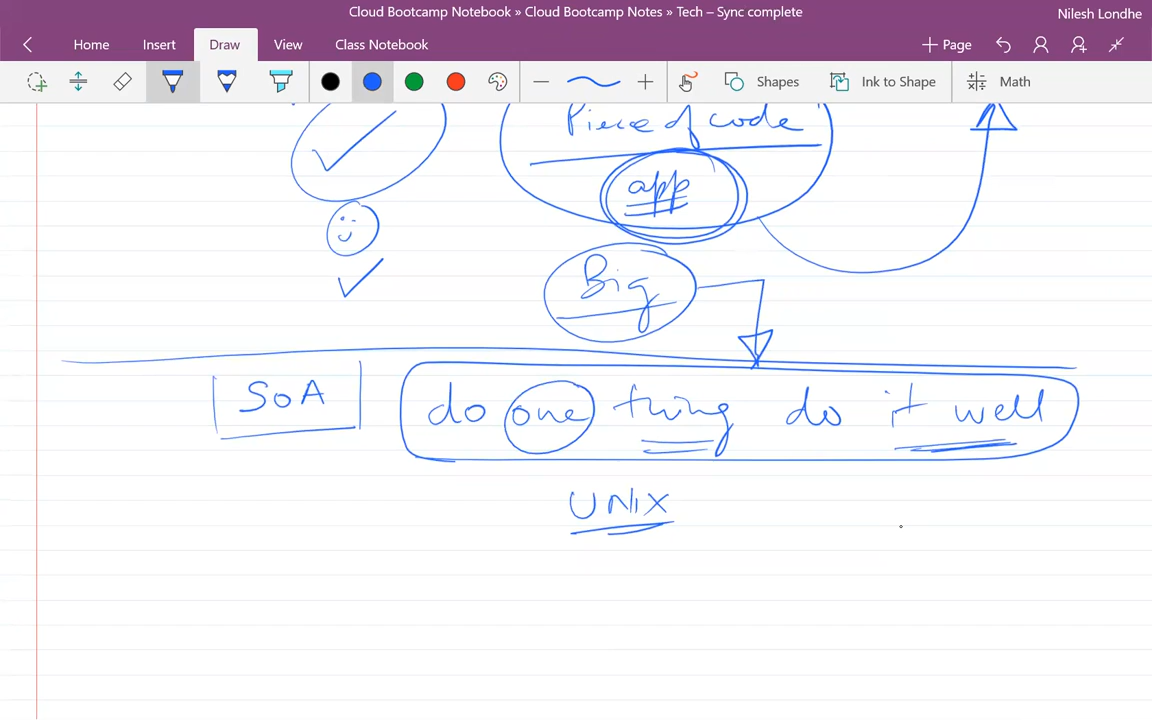 Cloud Bootcamp Notebook » Cloud Bootcamp Notes » Tech – Sync complete
Nilesh Londhe
Home Insert Draw View Class Notebook
Page
Shapes Ink to Shape Math
Piece of code
app
Big
SoA do one thing do it well
UNIX